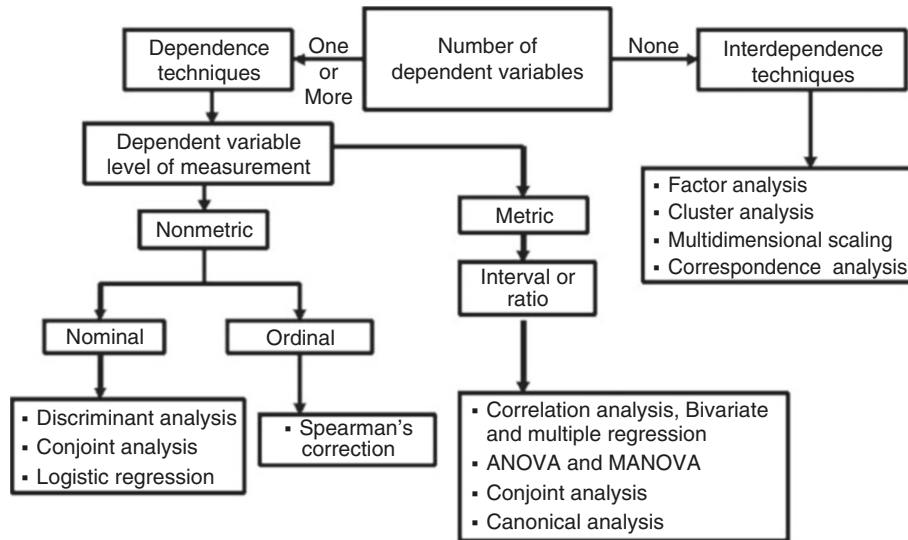 Dependence
techniques
One
or
More
Number of
dependent variables
None
Interdependence
techniques
Dependent variable
level of measurement
▪ Factor analysis
▪ Cluster analysis
▪ Multidimensional scaling
▪ Correspondence analysis
Nonmetric
Metric
Interval or
ratio
Nominal
Ordinal
▪ Discriminant analysis
▪ Conjoint analysis
▪ Logistic regression
▪ Spearman's
correction
▪ Correlation analysis, Bivariate
and multiple regression
▪ ANOVA and MANOVA
▪ Conjoint analysis
▪ Canonical analysis